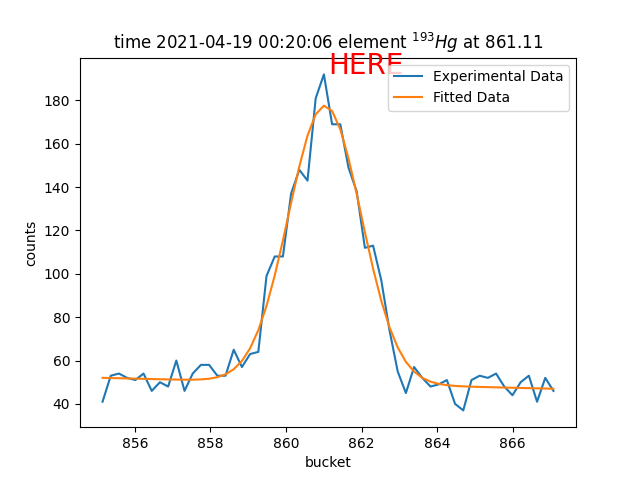 time 2021-04-19 00:20:06 element ¹⁹³Hg at 861.11
HERE
Experimental Data
Fitted Data
counts
180
160
140
120
100
80
60
40
856 858 860 862 864 866
bucket